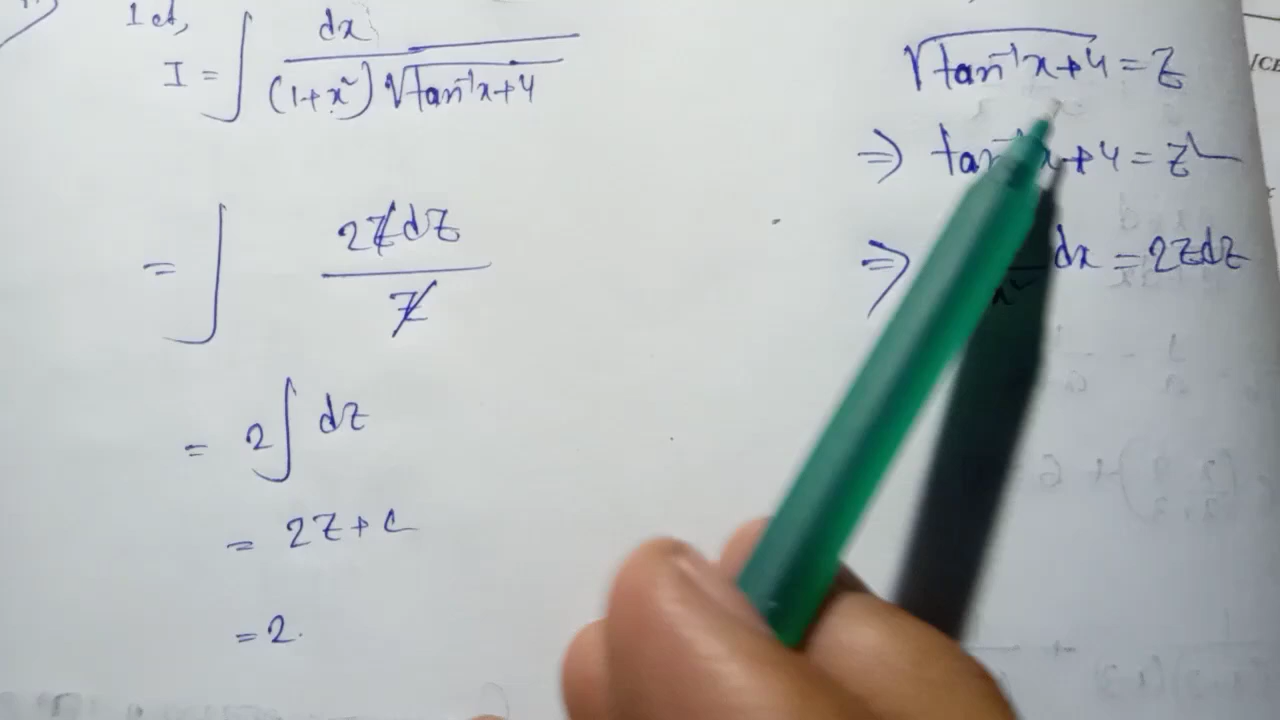 Let,
I = ∫ dx / (1+x²) √(tan⁻¹x+4)
= ∫ 2z dz / z
= 2 ∫ dz
= 2z + c
= 2.
√(tan⁻¹x+4) = z
⇒ tan⁻¹x+4 = z²
⇒ dx = 2z dz